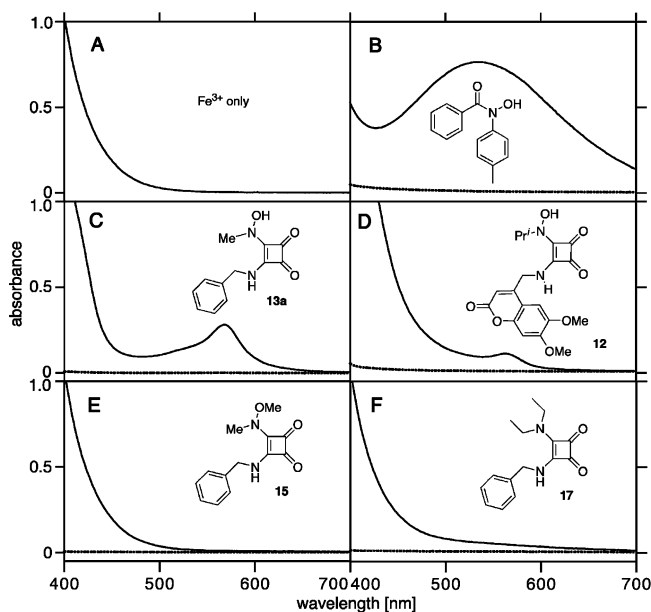 1.0
A
B
Fe3+ only
O
N
OH
0.5
0
absorbance
1.0
C
D
OH
Me
N
O
O
N
H
13a
OH
Pri
N
O
O
N
H
O
O
OMe
OMe
12
0.5
0
1.0
E
F
OMe
Me
N
O
O
N
H
15
N
O
O
N
H
17
0.5
0
400 500 600 700 400 500 600 700
wavelength [nm]